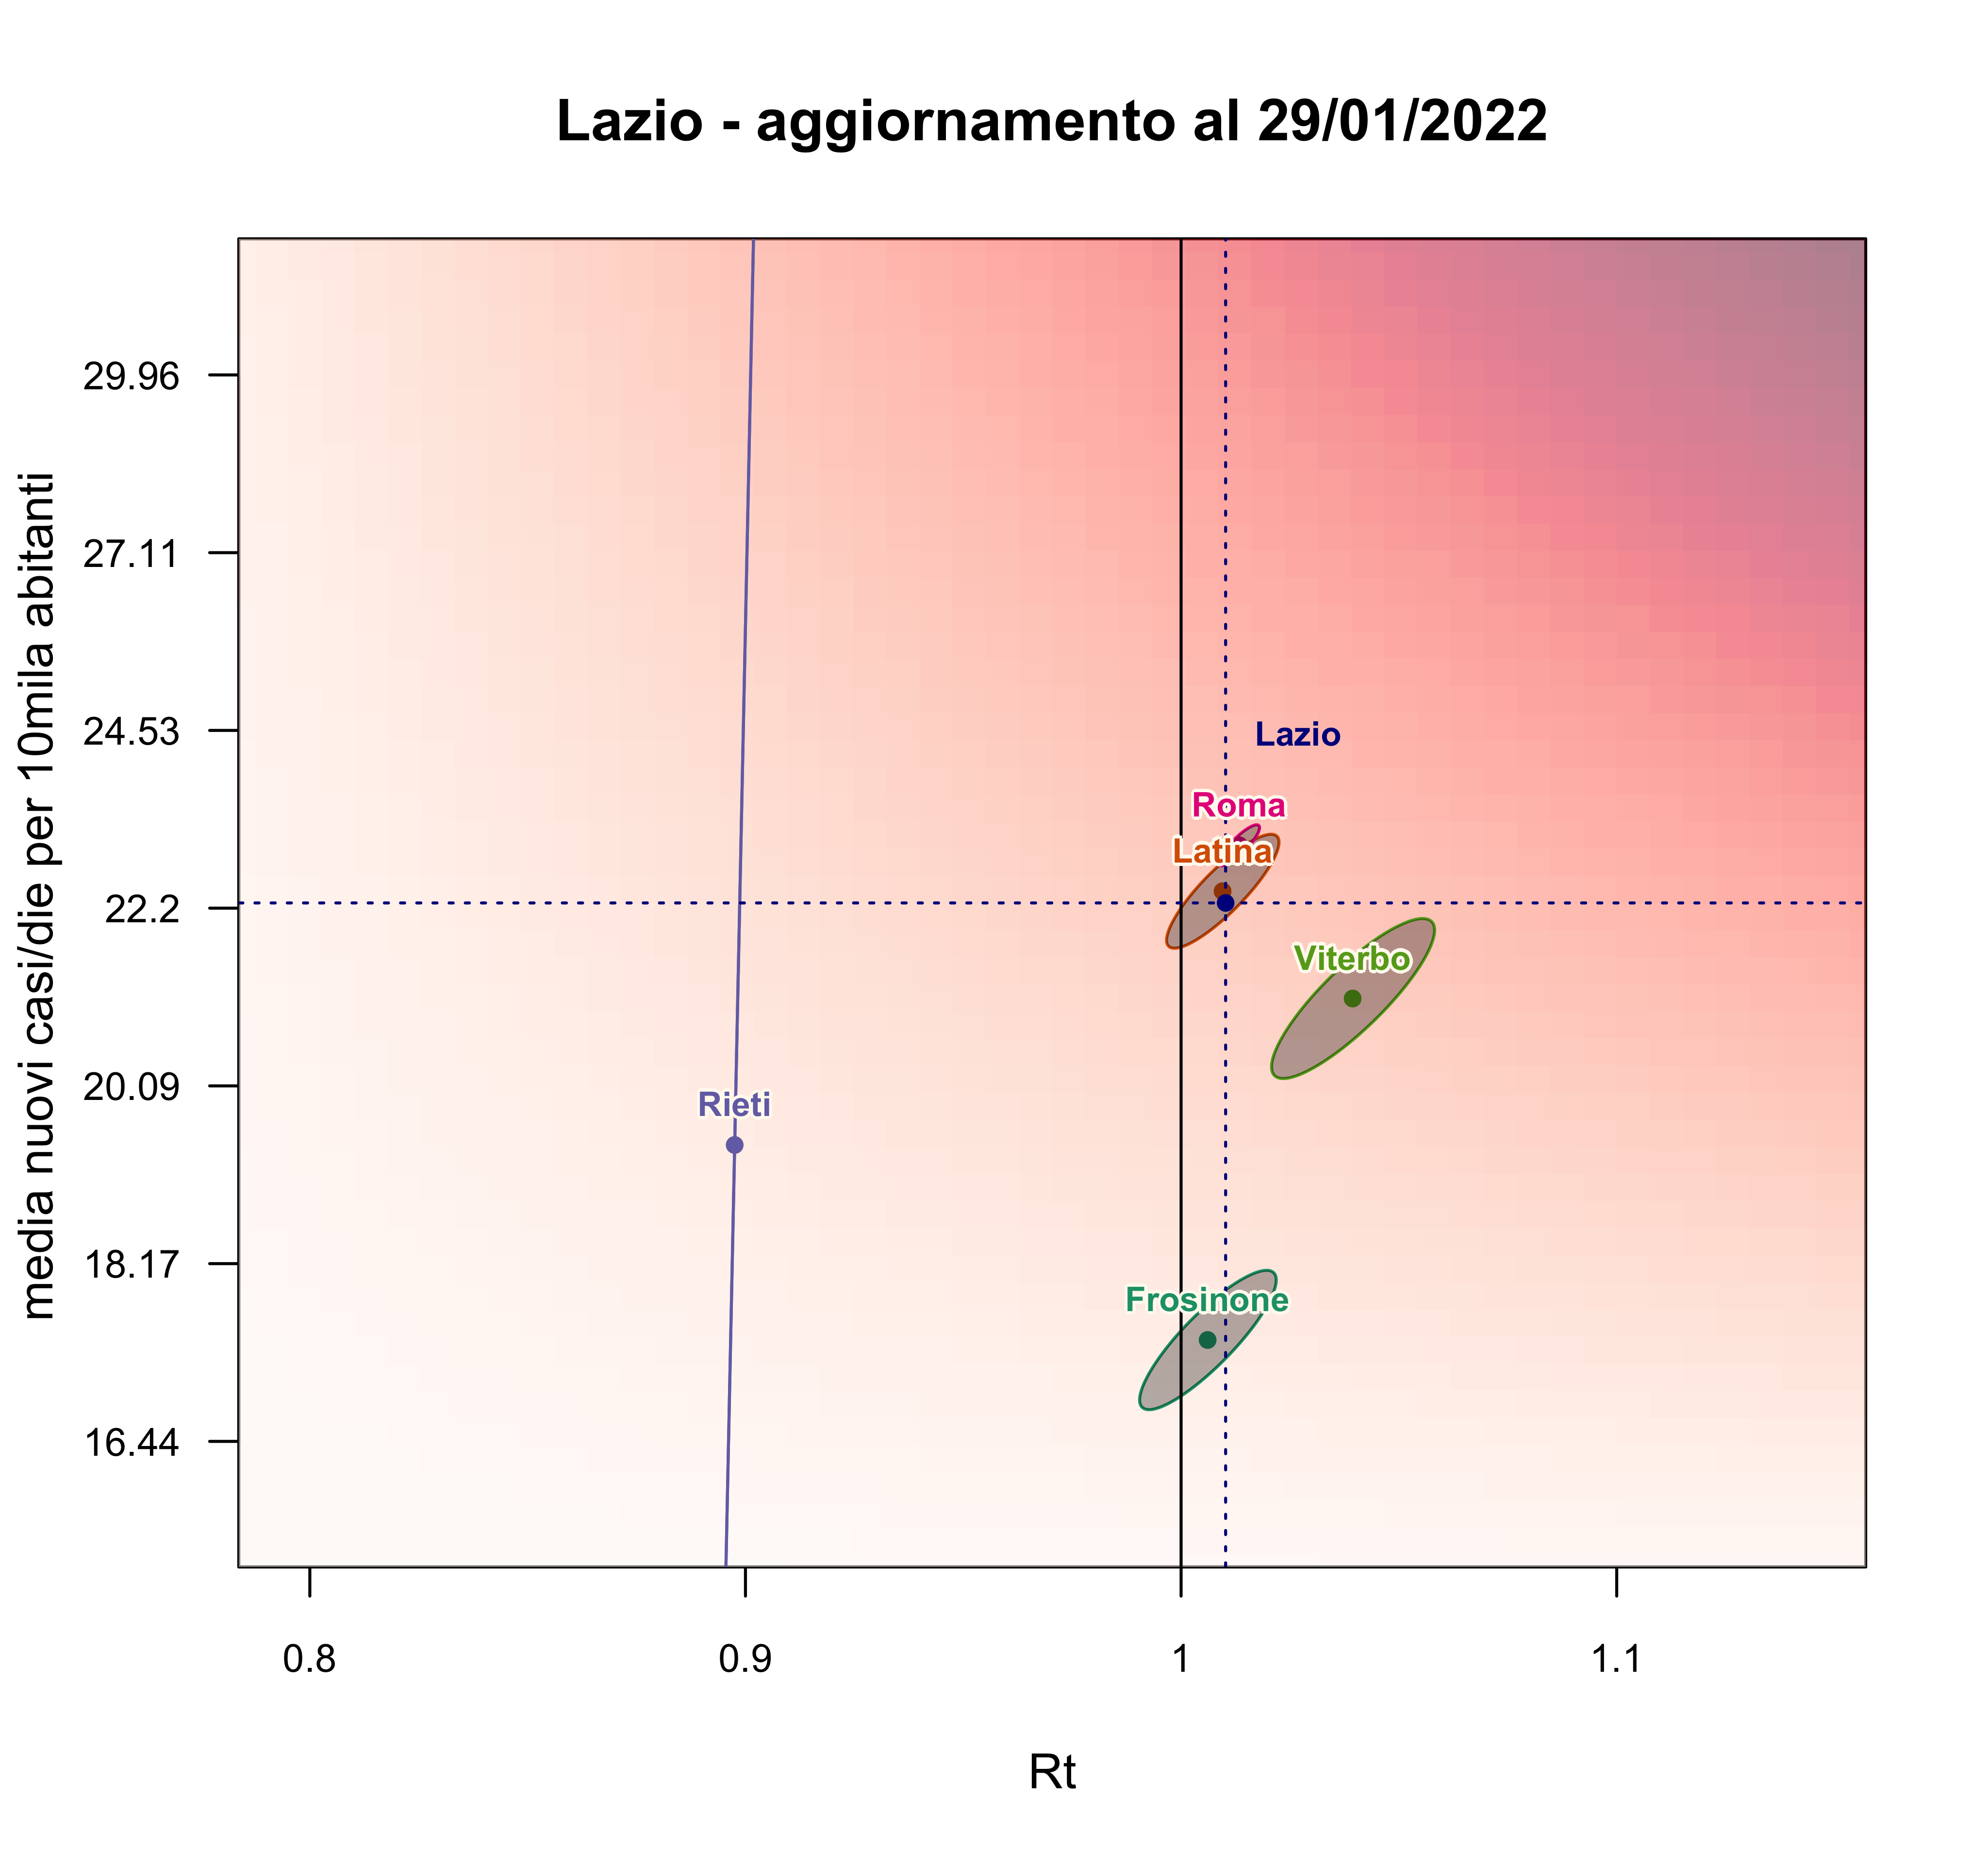 Lazio - aggiornamento al 29/01/2022
media nuovi casi/die per 10mila abitanti
29.96
27.11
24.53
22.2
20.09
18.17
16.44
Lazio
Roma
Latina
Viterbo
Rieti
Frosinone
0.8
0.9
1
1.1
Rt